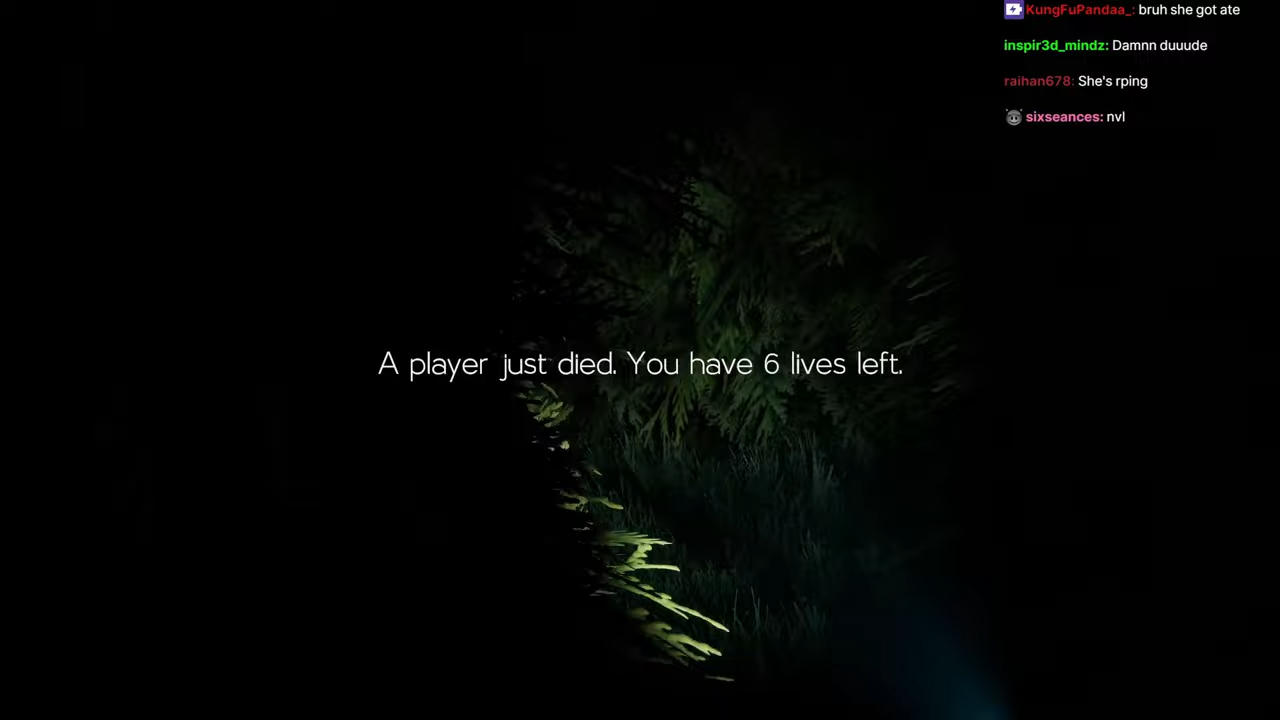 KungFuPandaa_: bruh she got ate
inspir3d_mindz: Damnn duuude
raihan678: She's rping
sixseances: nvl
A player just died. You have 6 lives left.